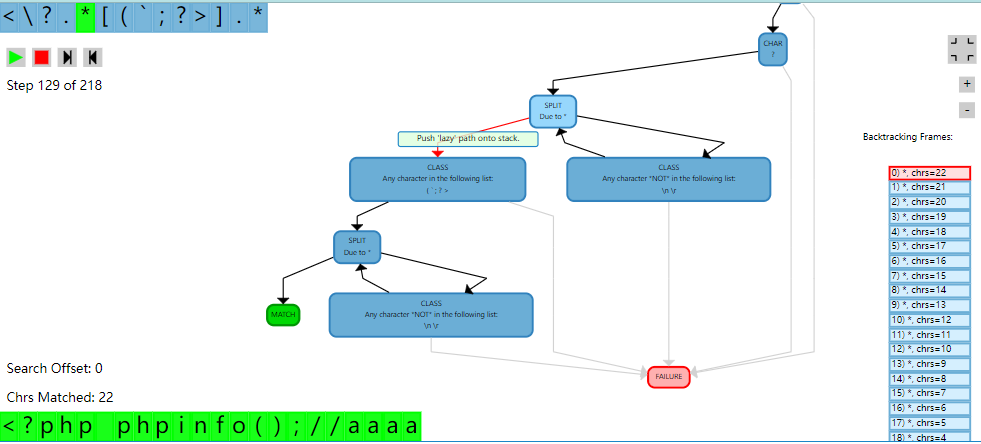 <\?.*[(`;?>].*
Step 129 of 218
CHAR
?
+
-
SPLIT
Due to *
Push 'lazy' path onto stack.
Backtracking Frames:
CLASS
Any character in the following list:
( ` ; ? >
CLASS
Any character "NOT" in the following list:
\n \r
0) *, chrs=22
1) *, chrs=21
2) *, chrs=20
3) *, chrs=19
4) *, chrs=18
5) *, chrs=17
6) *, chrs=16
7) *, chrs=15
8) *, chrs=14
9) *, chrs=13
10) *, chrs=12
11) *, chrs=11
12) *, chrs=10
13) *, chrs=9
14) *, chrs=8
15) *, chrs=7
16) *, chrs=6
17) *, chrs=5
18) *, chrs=4
SPLIT
Due to *
MATCH
CLASS
Any character "NOT" in the following list:
\n \r
FAILURE
Search Offset: 0
Chrs Matched: 22
<?php phpinfo();//aaaa